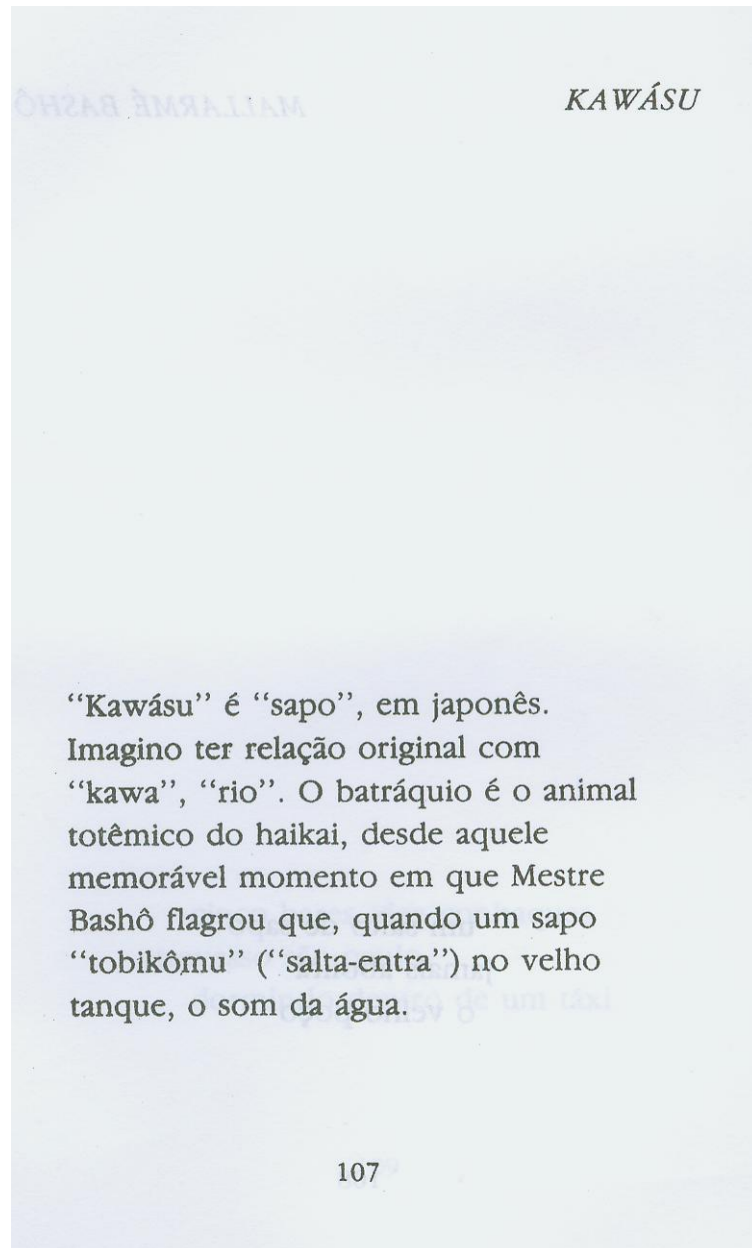 KAWÁSU
MALLARMÉ BASHÔ
“Kawásu” é “sapo”, em japonês.
Imagino ter relação original com
“kawa”, “rio”. O batráquio é o animal
totêmico do haikai, desde aquele
memorável momento em que Mestre
Bashô flagrou que, quando um sapo
“tobikômu” (“salta-entra”) no velho
tanque, o som da água.
107